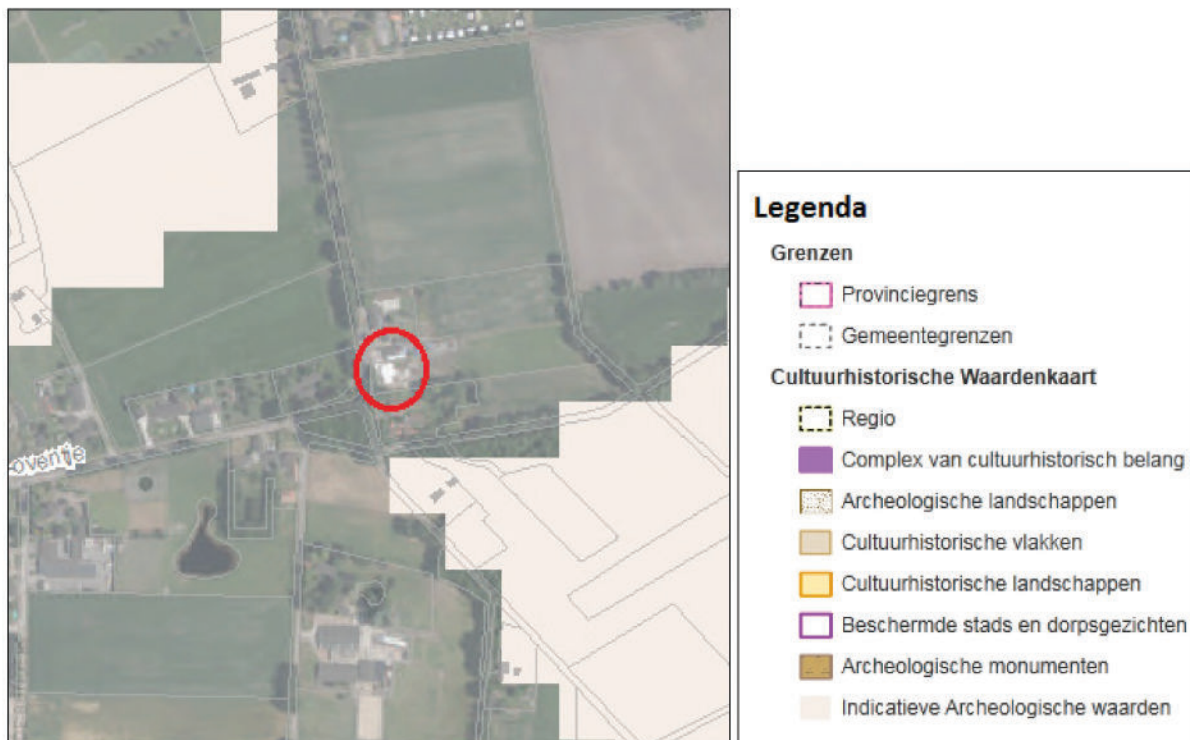 oventje
Legenda
Grenzen
Provinciegrens
Gemeentegrenzen
Cultuurhistorische Waardenkaart
Regio
Complex van cultuurhistorisch belang
Archeologische landschappen
Cultuurhistorische vlakken
Cultuurhistorische landschappen
Beschermde stads en dorpsgezichten
Archeologische monumenten
Indicatieve Archeologische waarden